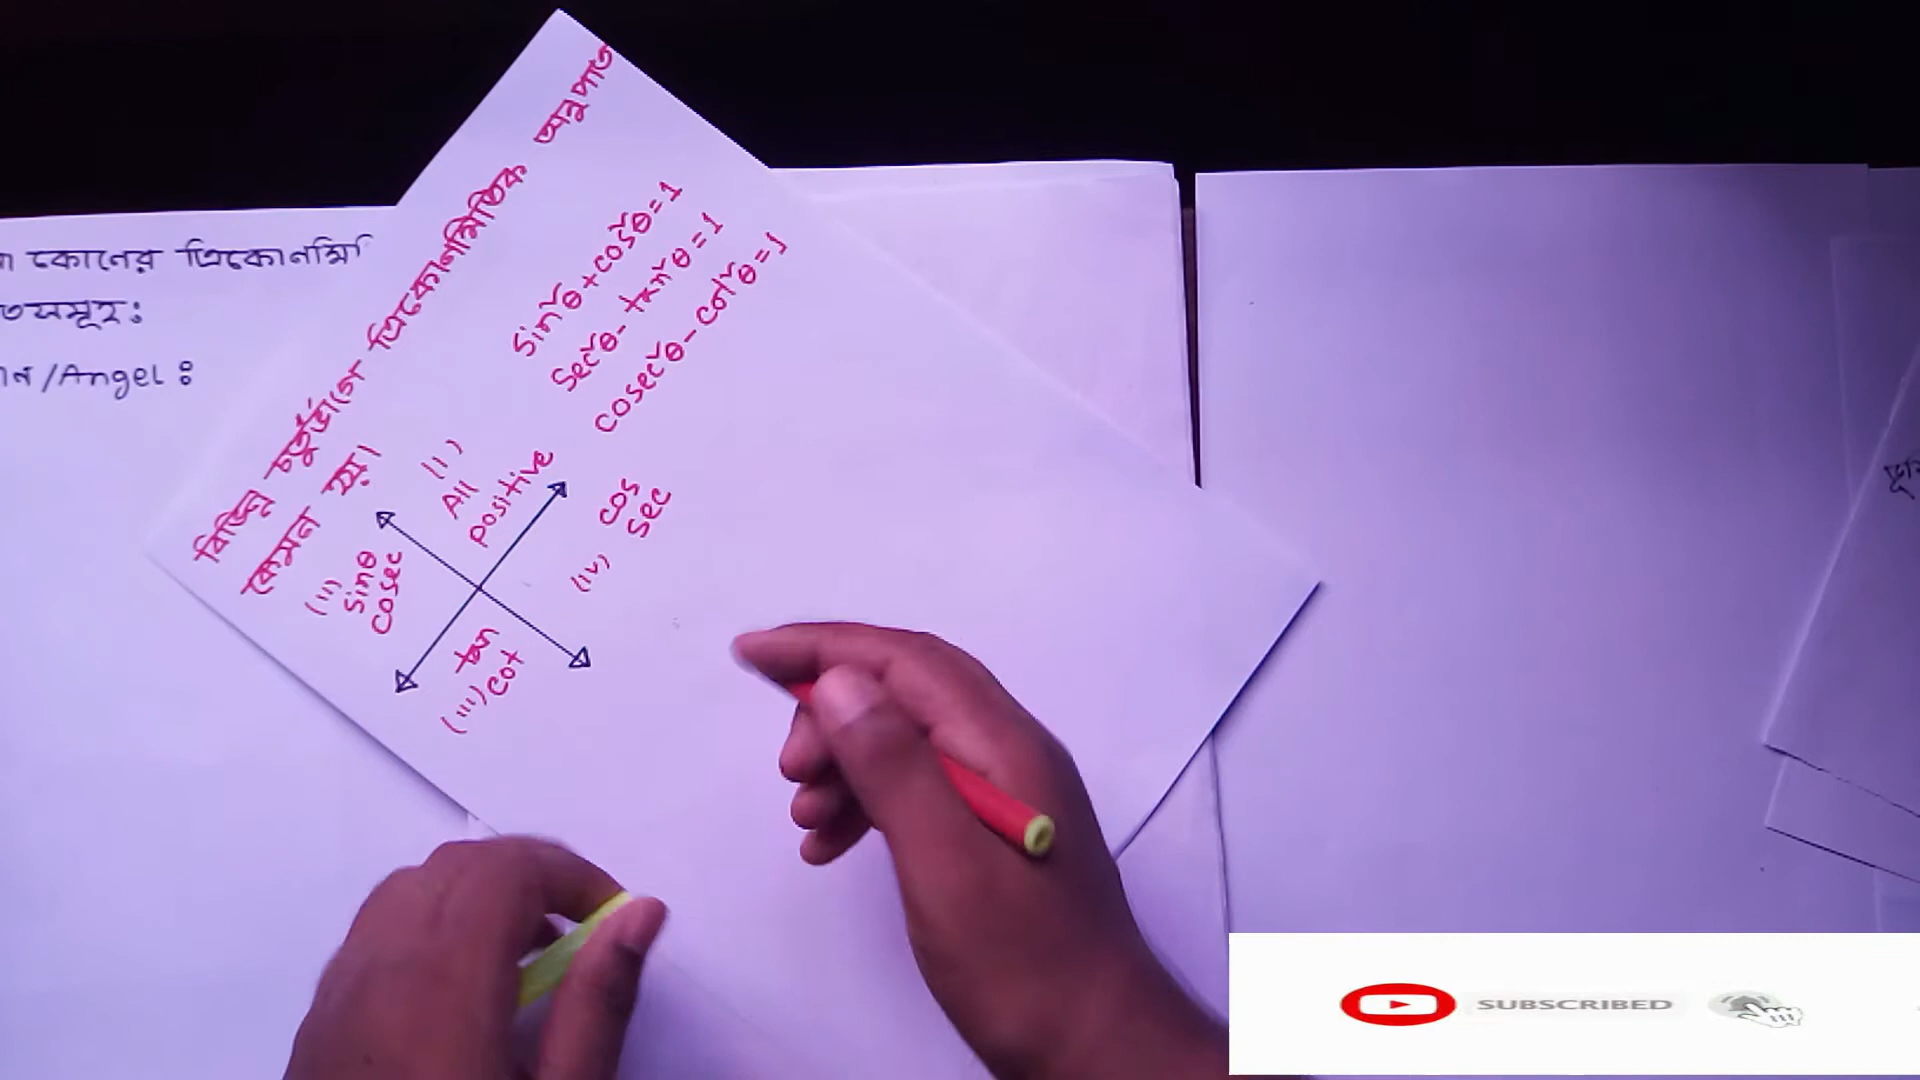 কোনের ত্রিকোনমি
তসমূহ:
/Angel :
বিভিন্ন চতুর্ভাগে ত্রিকোণমিতিক অনুপাত
কেমন হয়।
(i)
All
positive
(ii)
sinθ
cosec
tan
(iii) cot
(iv)
cos
sec
sin²θ + cos²θ = 1
sec²θ - tan²θ = 1
cosec²θ - cot²θ = 1
SUBSCRIBED